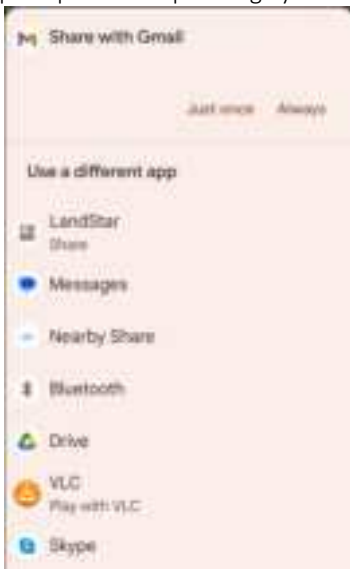 Share with Gmail
Just once Always
Use a different app
LandStar
Share
Messages
Nearby Share
Bluetooth
Drive
VLC
Play with VLC
Skype